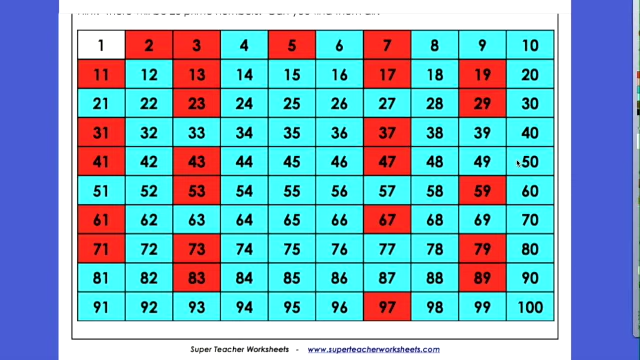 1 2 3 4 5 6 7 8 9 10
11 12 13 14 15 16 17 18 19 20
21 22 23 24 25 26 27 28 29 30
31 32 33 34 35 36 37 38 39 40
41 42 43 44 45 46 47 48 49 50
51 52 53 54 55 56 57 58 59 60
61 62 63 64 65 66 67 68 69 70
71 72 73 74 75 76 77 78 79 80
81 82 83 84 85 86 87 88 89 90
91 92 93 94 95 96 97 98 99 100
Super Teacher Worksheets - www.superteacherworksheets.com